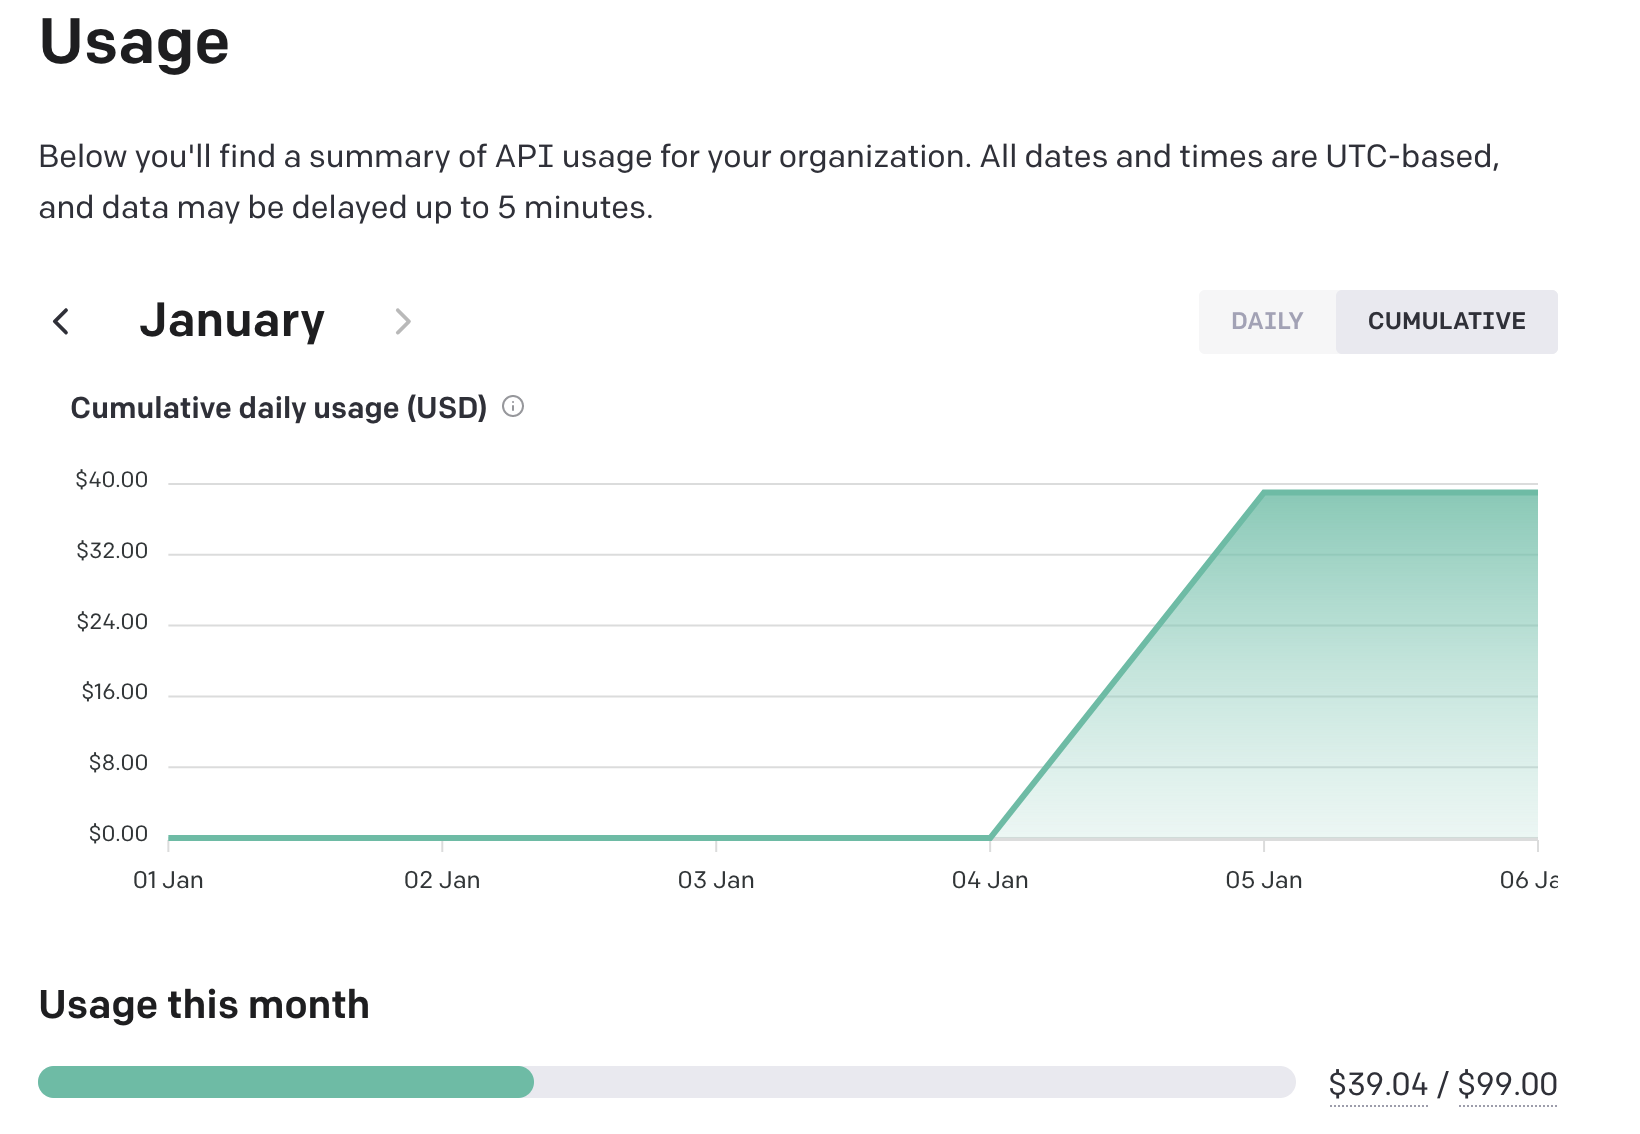 Usage
Below you'll find a summary of API usage for your organization. All dates and times are UTC-based,
and data may be delayed up to 5 minutes.
January
DAILY CUMULATIVE
Cumulative daily usage (USD)
$40.00
$32.00
$24.00
$16.00
$8.00
$0.00
01 Jan 02 Jan 03 Jan 04 Jan 05 Jan 06 Ja
Usage this month
$39.04 / $99.00